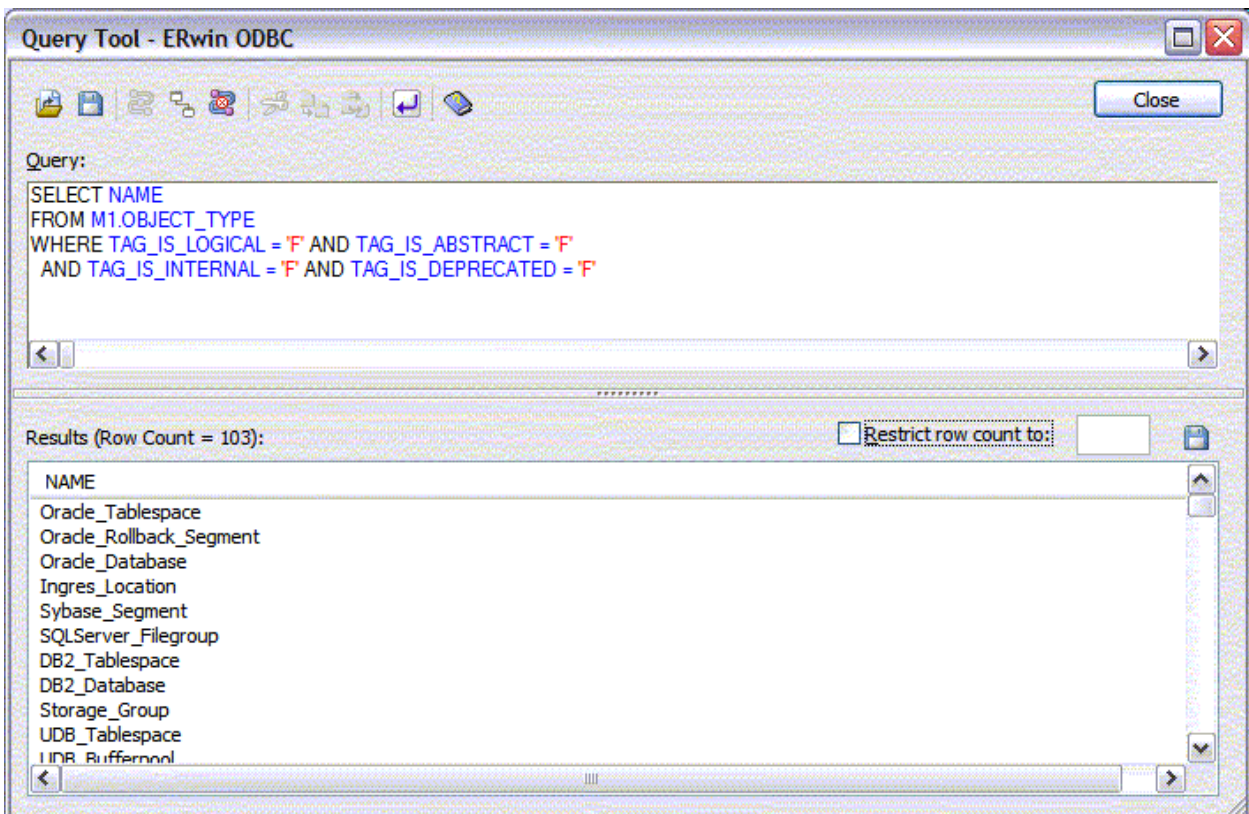 Query Tool - ERwin ODBC
Close
Query:
SELECT NAME
FROM M1.OBJECT_TYPE
WHERE TAG_IS_LOGICAL = 'F' AND TAG_IS_ABSTRACT = 'F'
AND TAG_IS_INTERNAL = 'F' AND TAG_IS_DEPRECATED = 'F'
Results (Row Count = 103): Restrict row count to:
NAME
Oracle_Tablespace
Oracle_Rollback_Segment
Oracle_Database
Ingres_Location
Sybase_Segment
SQLServer_Filegroup
DB2_Tablespace
DB2_Database
Storage_Group
UDB_Tablespace
UDB_Bufferpool